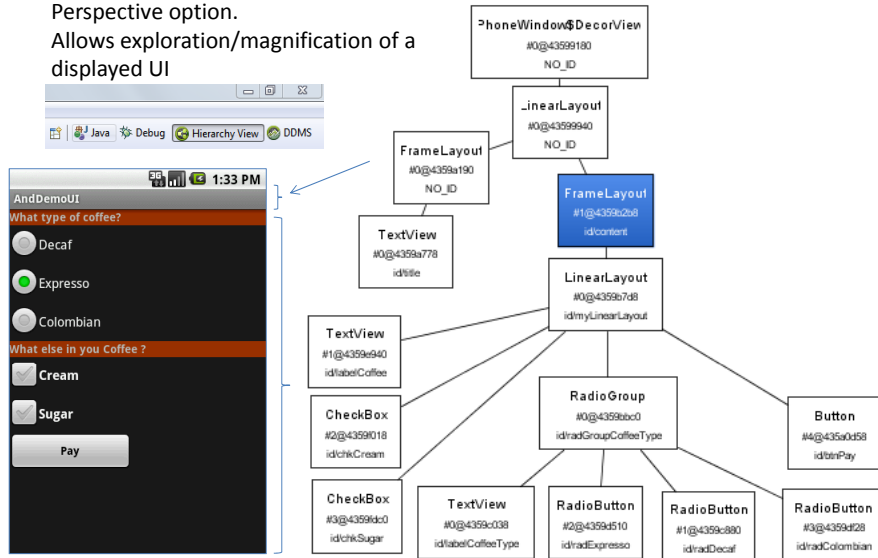 Perspective option.
Allows exploration/magnification of a
displayed UI
Java Debug Hierarchy View DDMS
3G 1:33 PM
AndDemoUI
What type of coffee?
Decaf
Expresso
Colombian
What else in you Coffee ?
Cream
Sugar
Pay
PhoneWindow$DecorView
#0@43599180
NO_ID
LinearLayout
#0@43599940
NO_ID
FrameLayout
#0@4359a190
NO_ID
FrameLayout
#1@4359b2b8
id/content
TextView
#0@4359a778
id/title
LinearLayout
#0@4359b7d8
id/myLinearLayout
TextView
#1@4359e940
id/labelCoffee
CheckBox
#2@4359f018
id/chkCream
RadioGroup
#0@4359bbc0
id/radGroupCoffeeType
Button
#4@435a0d58
id/btnPay
CheckBox
#3@4359fdc0
id/chkSugar
TextView
#0@4359c038
id/labelCoffeeType
RadioButton
#2@4359d510
id/radExpresso
RadioButton
#1@4359c880
id/radDecaf
RadioButton
#3@4359df28
id/radColombian